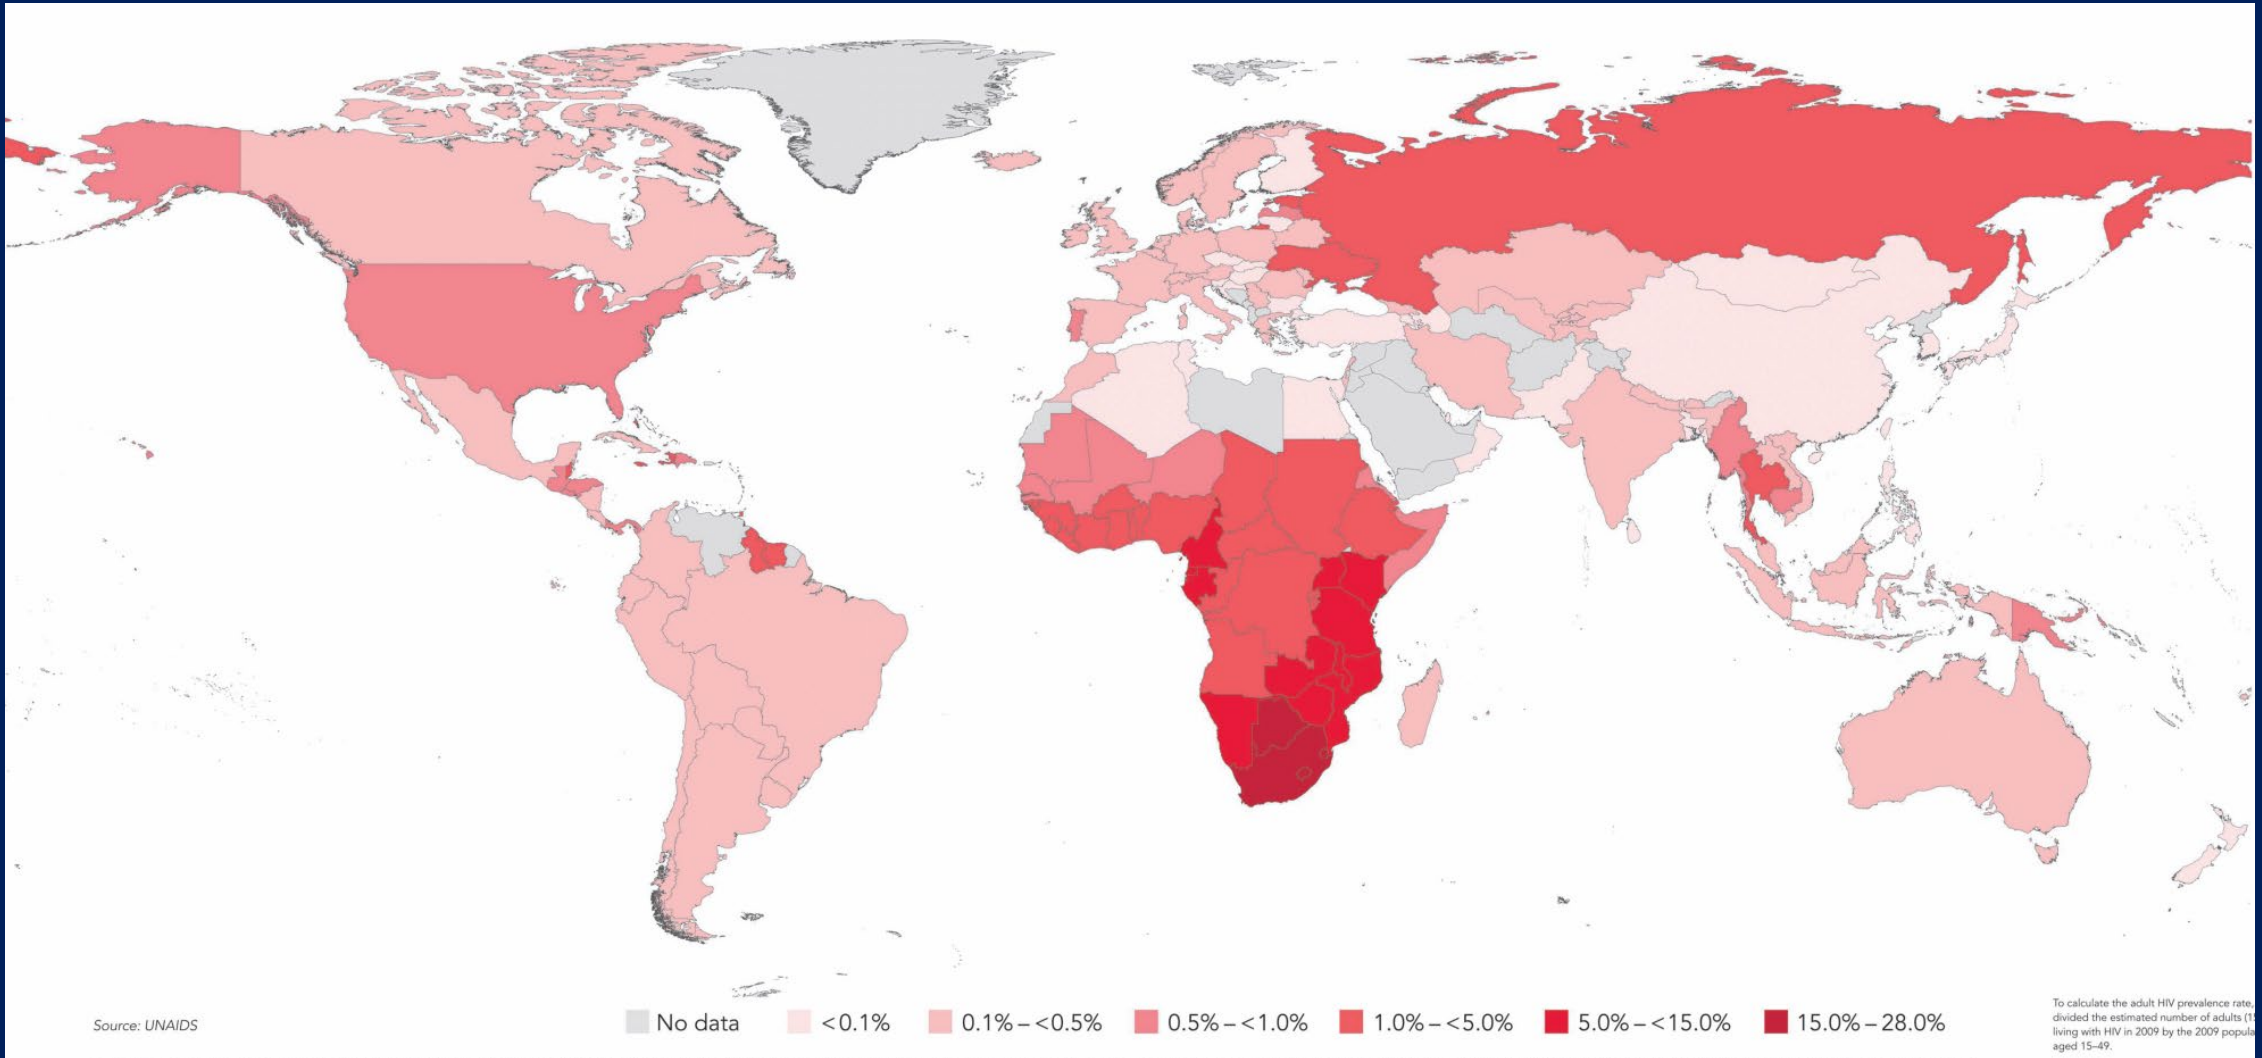 Source: UNAIDS
No data
<0.1%
0.1% – <0.5%
0.5% – <1.0%
1.0% – <5.0%
5.0% – <15.0%
15.0% – 28.0%
To calculate the adult HIV prevalence rate,
divided the estimated number of adults
living with HIV in 2009 by the 2009
aged 15–49.